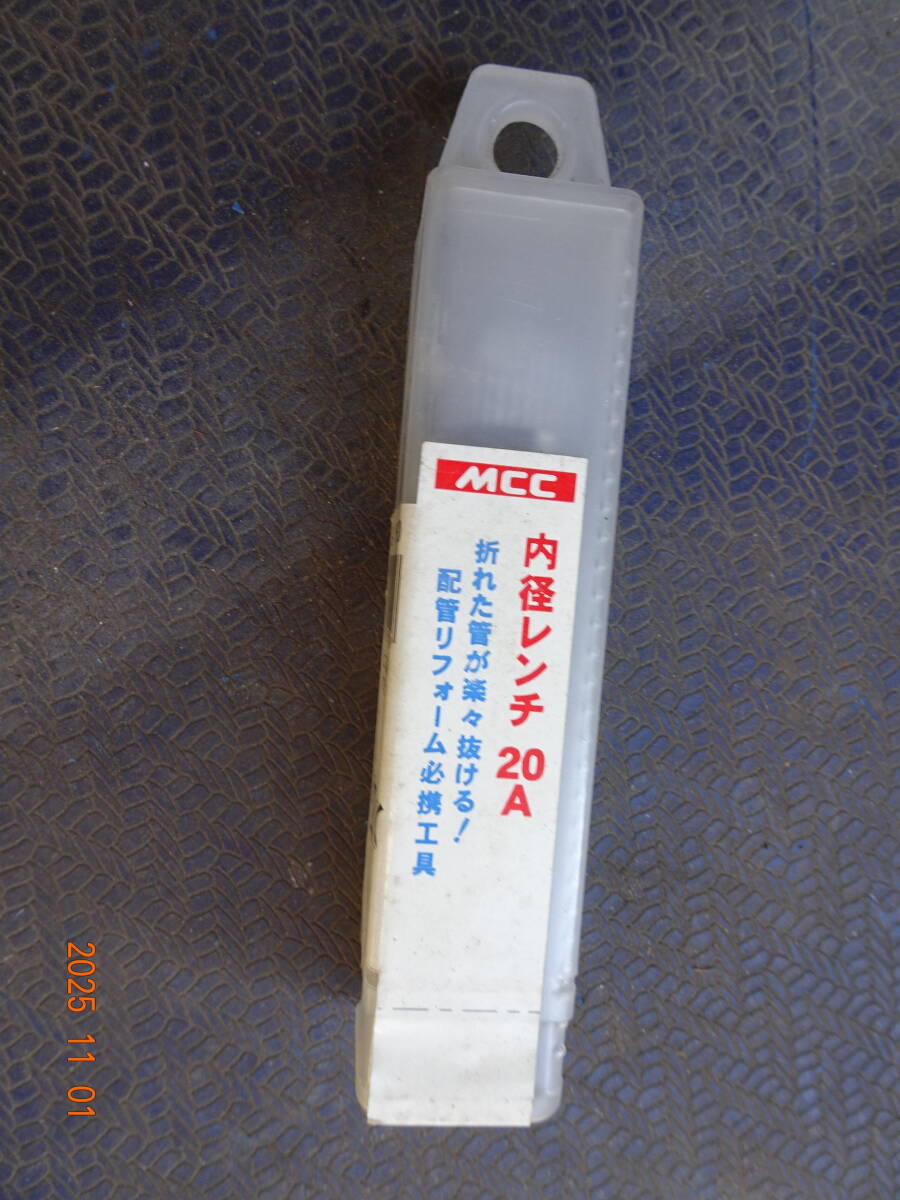 MCC
内径レンチ 20A
折れた管が楽々抜ける!
配管リフォーム必携工具
2025 11 01